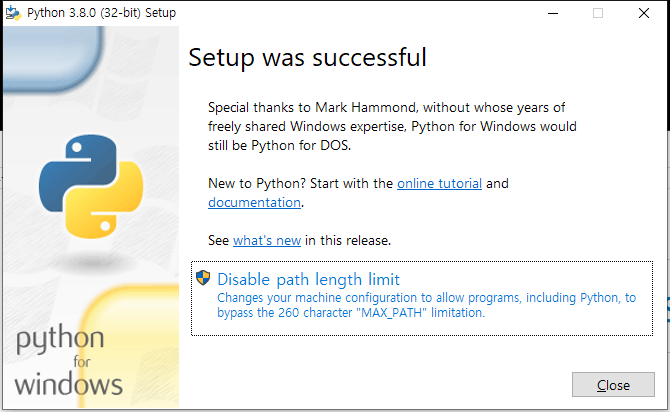 Python 3.8.0 (32-bit) Setup
Setup was successful
Special thanks to Mark Hammond, without whose years of
freely shared Windows expertise, Python for Windows would
still be Python for DOS.
New to Python? Start with the online tutorial and
documentation.
See what's new in this release.
Disable path length limit
Changes your machine configuration to allow programs, including Python, to
bypass the 260 character "MAX_PATH" limitation.
python
for
windows
Close